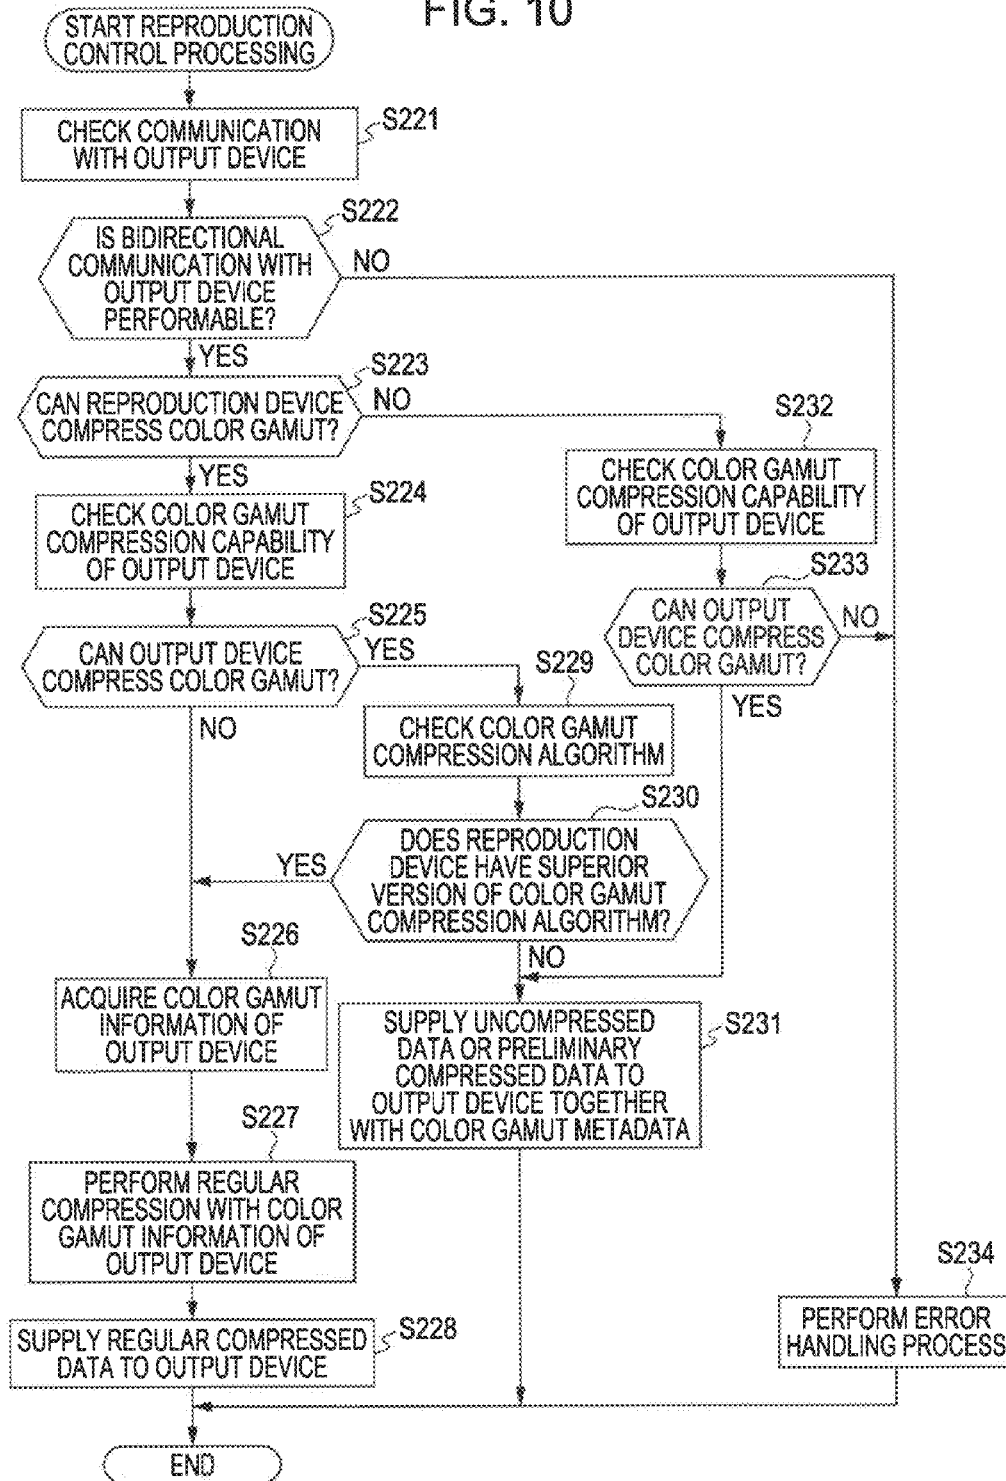 FIG. 10
START REPRODUCTION
CONTROL PROCESSING
S221
CHECK COMMUNICATION
WITH OUTPUT DEVICE
S222
IS BIDIRECTIONAL
COMMUNICATION WITH
OUTPUT DEVICE
PERFORMABLE?
NO
YES
S223
CAN REPRODUCTION DEVICE
COMPRESS COLOR GAMUT?
NO
YES
S232
CHECK COLOR GAMUT
COMPRESSION CAPABILITY
OF OUTPUT DEVICE
S224
CHECK COLOR GAMUT
COMPRESSION CAPABILITY
OF OUTPUT DEVICE
S233
CAN OUTPUT
DEVICE COMPRESS
COLOR GAMUT?
NO
YES
S225
CAN OUTPUT DEVICE
COMPRESS COLOR GAMUT?
YES
NO
S229
CHECK COLOR GAMUT
COMPRESSION ALGORITHM
S230
DOES REPRODUCTION
DEVICE HAVE SUPERIOR
VERSION OF COLOR GAMUT
COMPRESSION ALGORITHM?
YES
NO
S226
ACQUIRE COLOR GAMUT
INFORMATION OF
OUTPUT DEVICE
S231
SUPPLY UNCOMPRESSED
DATA OR PRELIMINARY
COMPRESSED DATA TO
OUTPUT DEVICE TOGETHER
WITH COLOR GAMUT METADATA
S227
PERFORM REGULAR
COMPRESSION WITH COLOR
GAMUT INFORMATION OF
OUTPUT DEVICE
S234
PERFORM ERROR
HANDLING PROCESS
S228
SUPPLY REGULAR COMPRESSED
DATA TO OUTPUT DEVICE
END